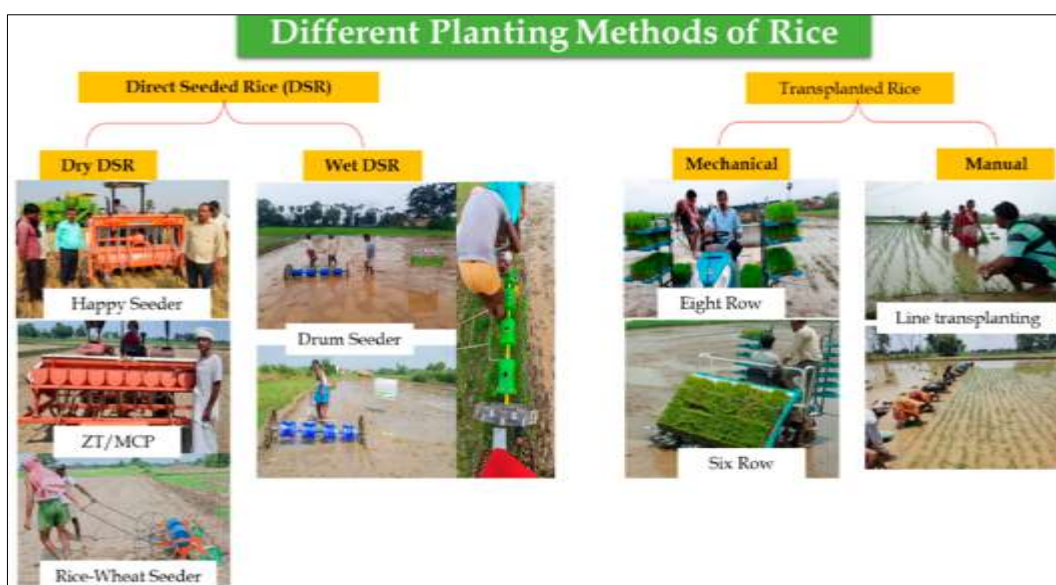 Different Planting Methods of Rice
Direct Seeded Rice (DSR)
Transplanted Rice
Dry DSR
Wet DSR
Mechanical
Manual
Happy Seeder
Drum Seeder
Eight Row
Line transplanting
ZT/MCP
Six Row
Rice-Wheat Seeder